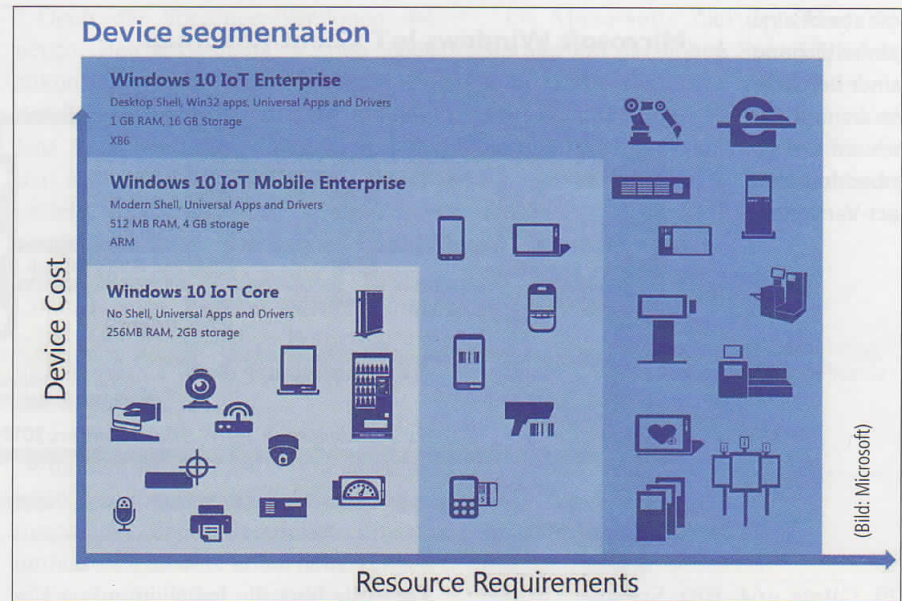 Device segmentation
Windows 10 IoT Enterprise
Desktop Shell, Win32 apps, Universal Apps and Drivers
1 GB RAM, 16 GB Storage
X86
Windows 10 IoT Mobile Enterprise
Modern Shell, Universal Apps and Drivers
512 MB RAM, 4 GB storage
ARM
Windows 10 IoT Core
No Shell, Universal Apps and Drivers
256MB RAM, 2GB storage
Device Cost
Resource Requirements
(Bild: Microsoft)